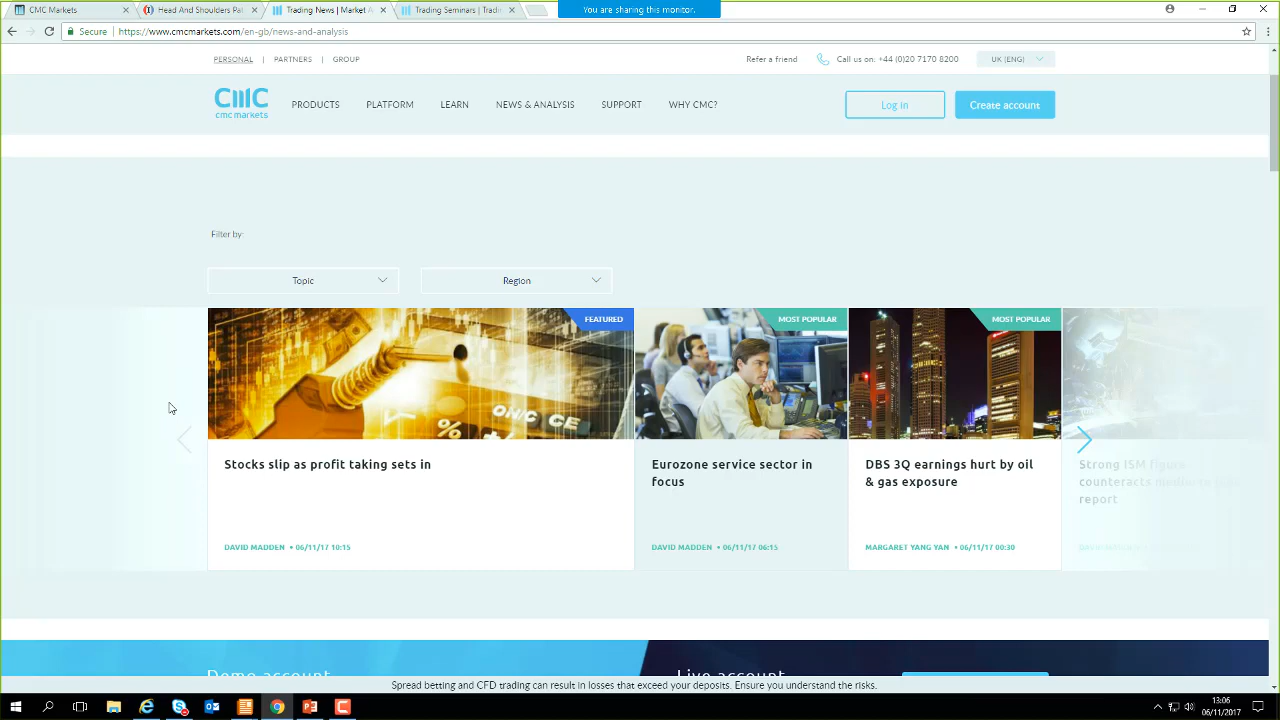 CMC Markets
Head And Shoulders Pa
Trading News | Market A
Trading Seminars | Tradin
You are sharing this monitor.
Secure
https://www.cmcmarkets.com/en-gb/news-and-analysis
PERSONAL | PARTNERS | GROUP
Refer a friend
Call us on: +44 (0)20 7170 8200
UK (ENG)
cmc markets
PRODUCTS
PLATFORM
LEARN
NEWS & ANALYSIS
SUPPORT
WHY CMC?
Log in
Create account
Filter by:
Topic
Region
FEATURED
MOST POPULAR
MOST POPULAR
Stocks slip as profit taking sets in
DAVID MADDEN • 06/11/17 10:15
Eurozone service sector in
focus
DAVID MADDEN • 06/11/17 06:15
DBS 3Q earnings hurt by oil
& gas exposure
MARGARET YANG YAN • 06/11/17 00:30
Strong ISM figure
counteracts
report
Demo account
Live account
Spread betting and CFD trading can result in losses that exceed your deposits. Ensure you understand the risks.
13:06
06/11/2017